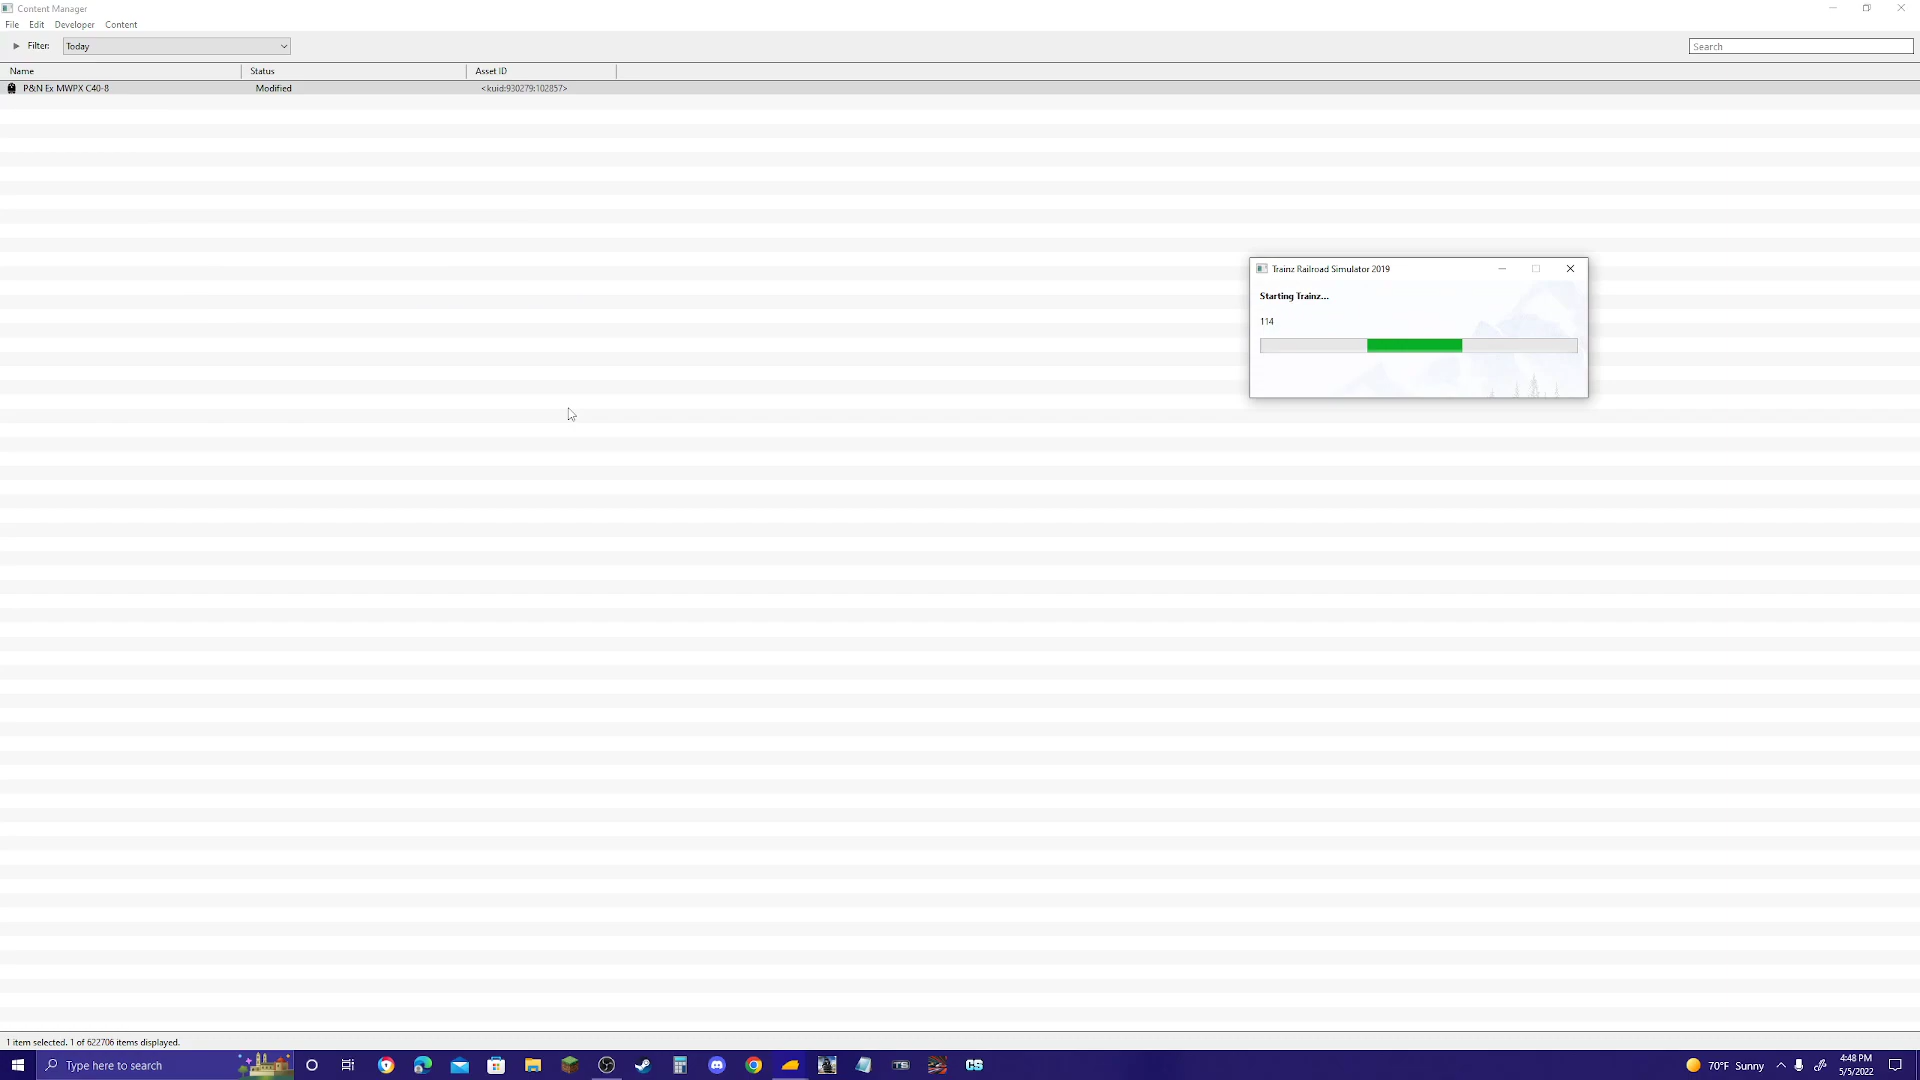 Content Manager
File Edit Developer Content
Filter: Today
Search
Name Status Asset ID
P&N Ex MWPX C40-8 Modified <kuid:930279:102857>
Trainz Railroad Simulator 2019
Starting Trainz...
114
1 item selected. 1 of 622706 items displayed.
Type here to search
TS
CS
70°F Sunny
4:48 PM
5/5/2022